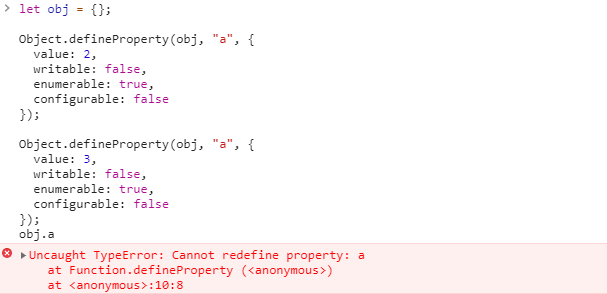 let obj = {};
Object.defineProperty(obj, "a", {
  value: 2,
  writable: false,
  enumerable: true,
  configurable: false
});
Object.defineProperty(obj, "a", {
  value: 3,
  writable: false,
  enumerable: true,
  configurable: false
});
obj.a
Uncaught TypeError: Cannot redefine property: a
    at Function.defineProperty (<anonymous>)
    at <anonymous>:10:8